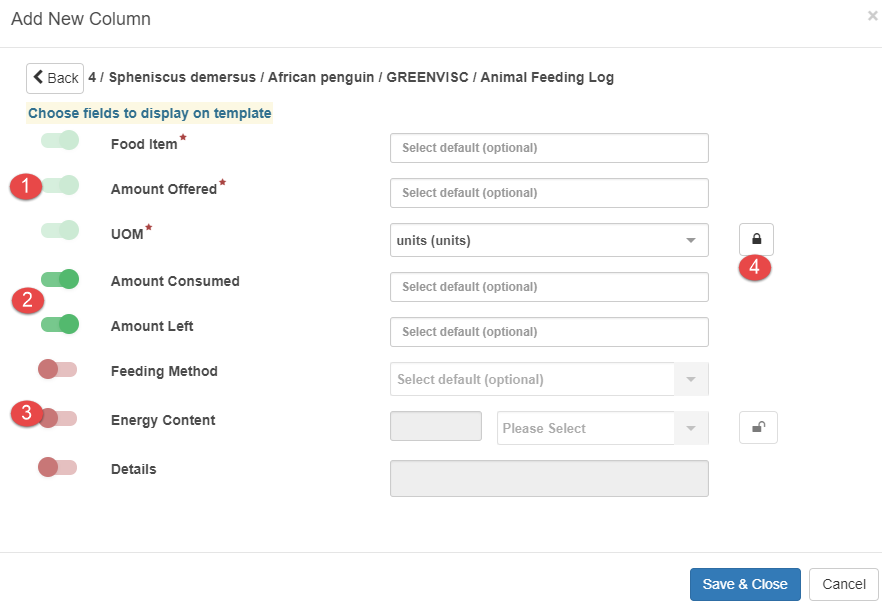 Add New Column ×
Back 4 / Spheniscus demersus / African penguin / GREENVISC / Animal Feeding Log
Choose fields to display on template
Food Item* Select default (optional)
1 Amount Offered* Select default (optional)
UOM* units (units)
4
Amount Consumed Select default (optional)
2
Amount Left Select default (optional)
Feeding Method Select default (optional)
3 Energy Content Please Select
Details
Save & Close Cancel